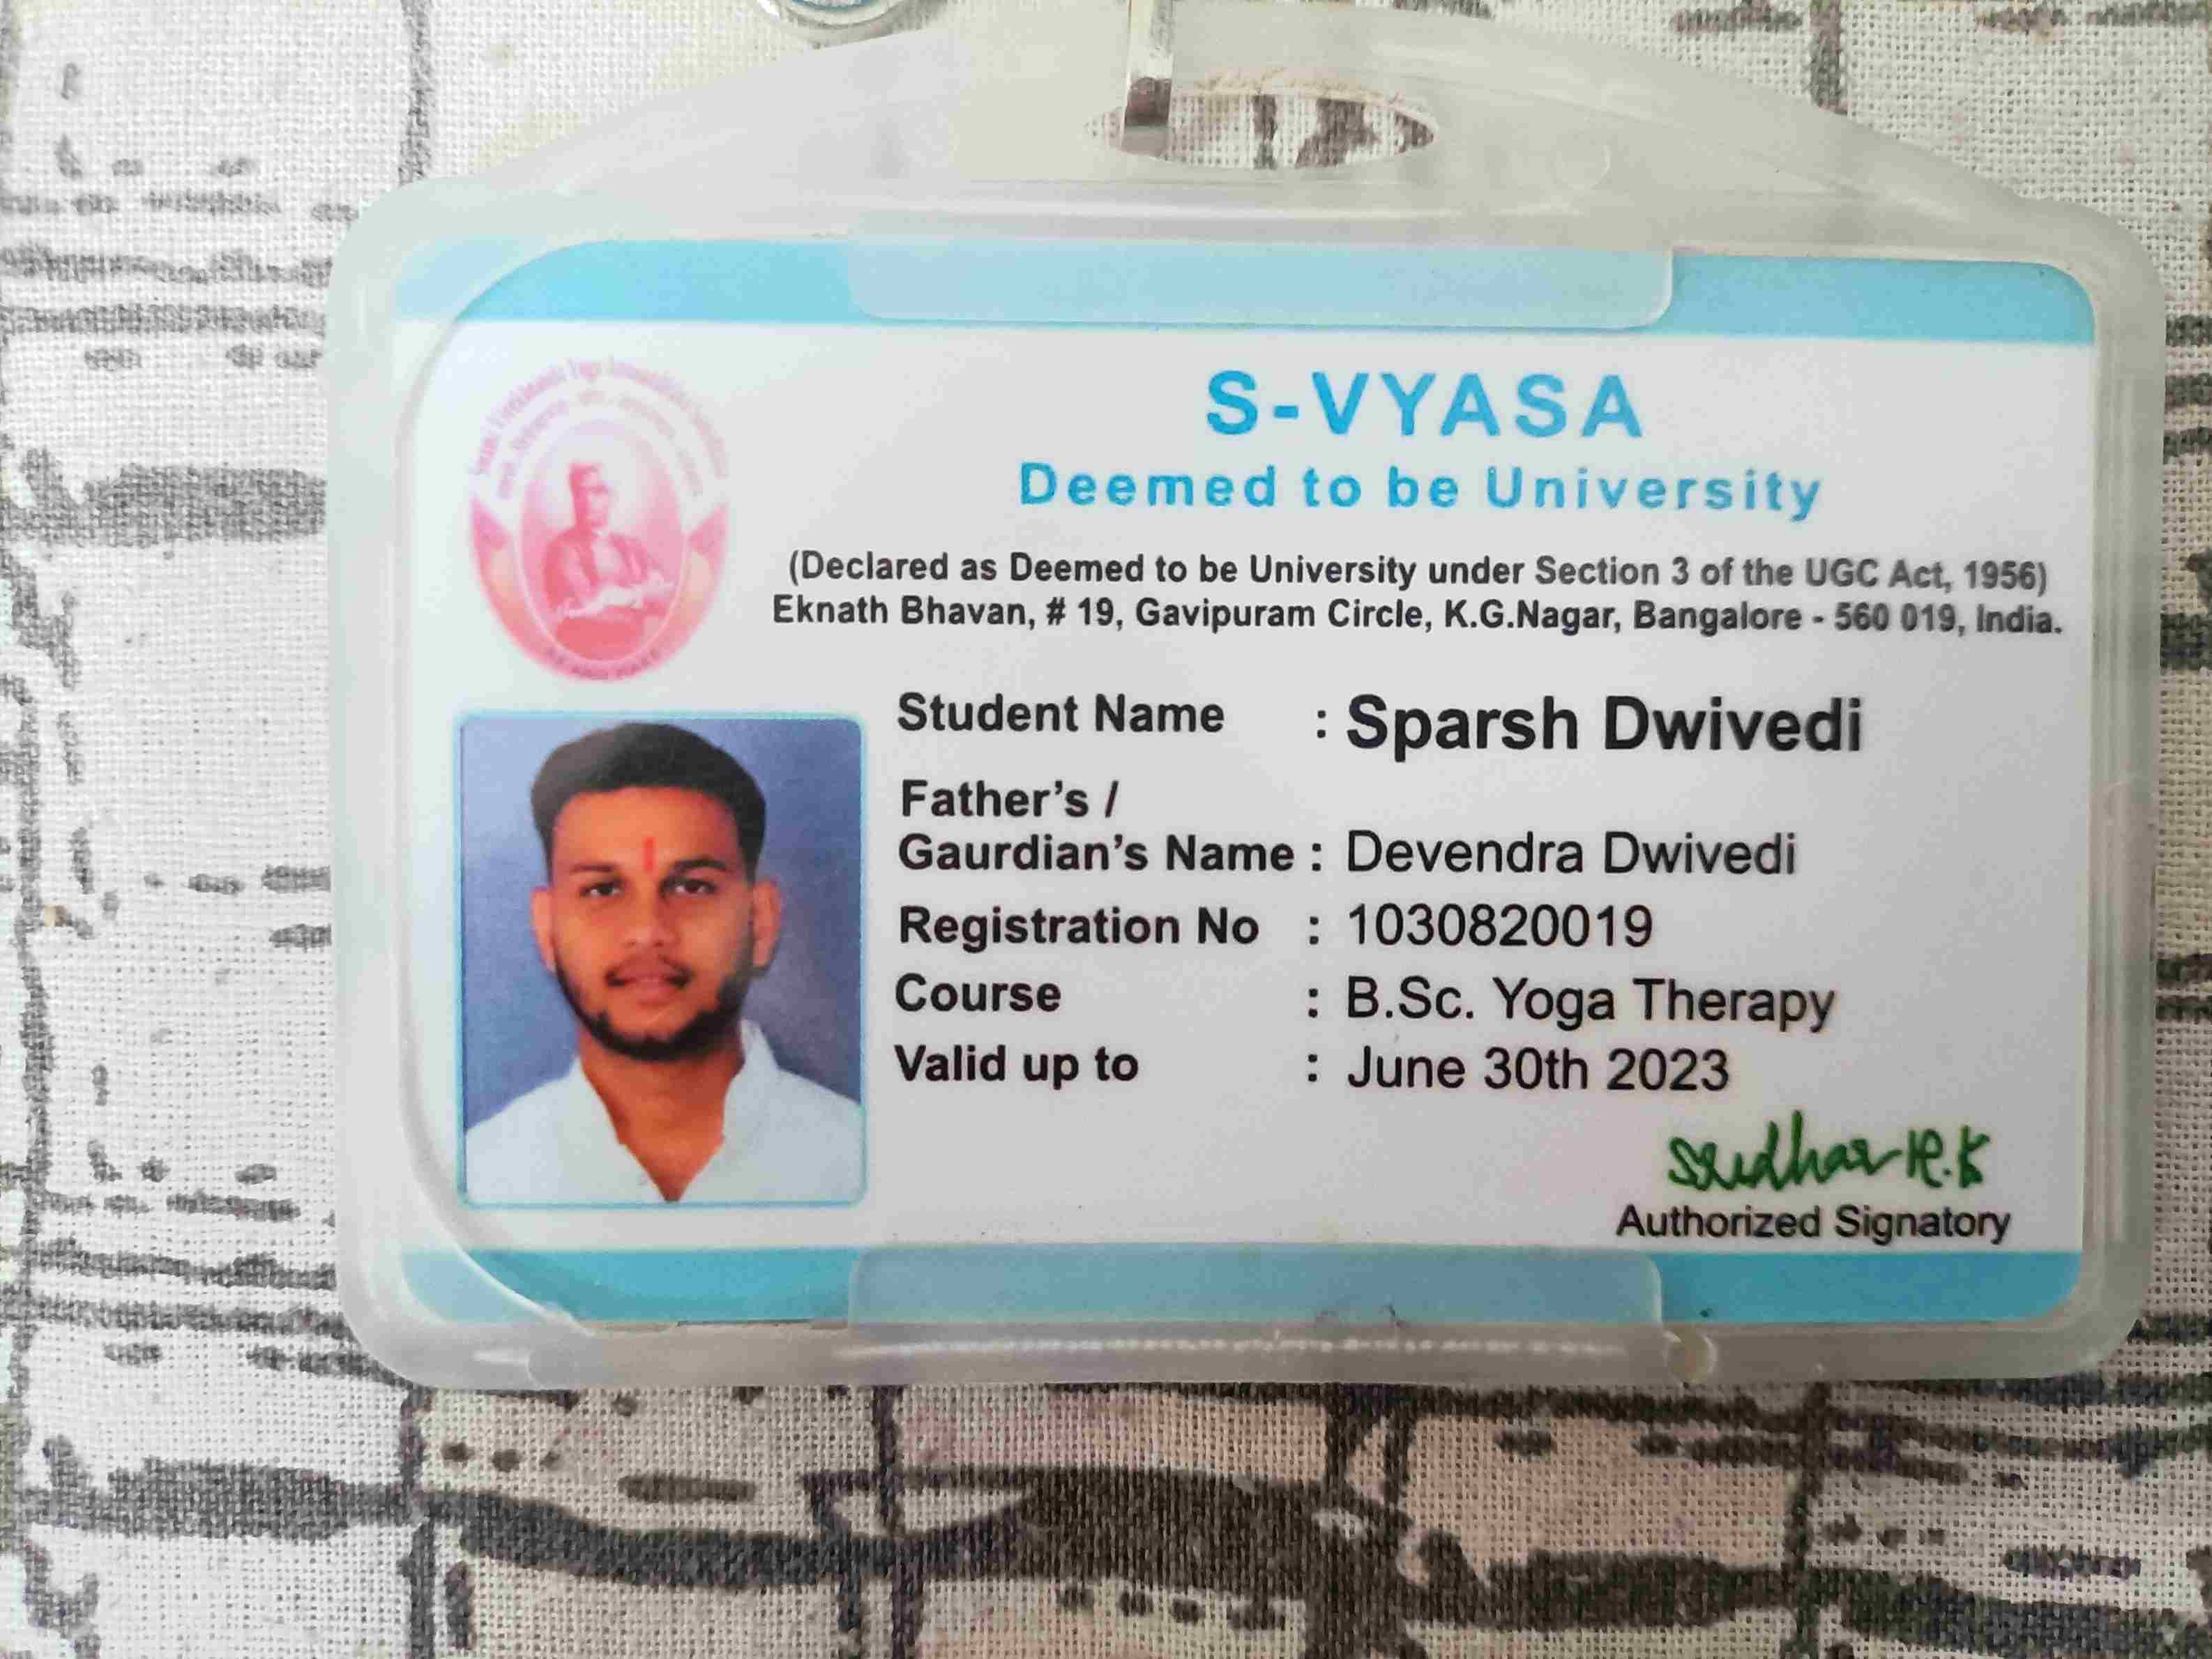 S-VYASA
Deemed to be University
(Declared as Deemed to be University under Section 3 of the UGC Act, 1956)
Eknath Bhavan, # 19, Gavipuram Circle, K.G.Nagar, Bangalore - 560 019, India.
Student Name : Sparsh Dwivedi
Father's /
Gaurdian's Name : Devendra Dwivedi
Registration No : 1030820019
Course : B.Sc. Yoga Therapy
Valid up to : June 30th 2023
Authorized Signatory